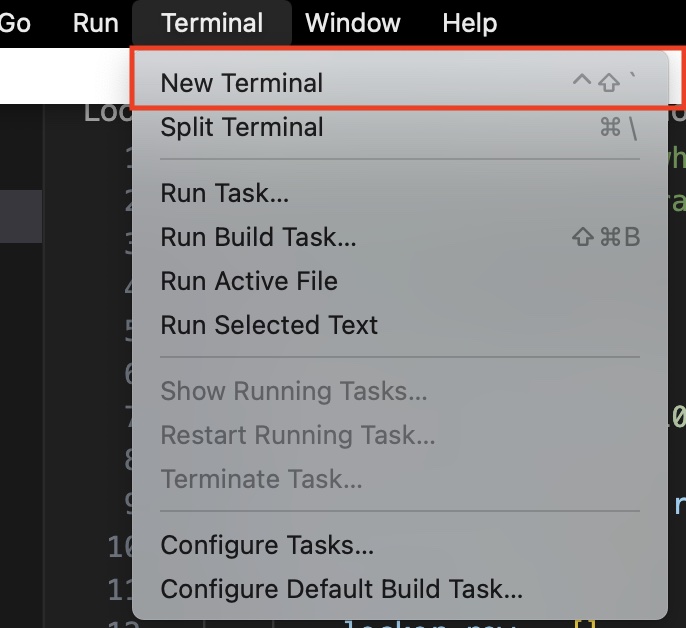 Go Run Terminal Window Help
New Terminal ^⇧`
Split Terminal ⌘\
Run Task...
Run Build Task... ⇧⌘B
Run Active File
Run Selected Text
Show Running Tasks...
Restart Running Task...
Terminate Task...
Configure Tasks...
Configure Default Build Task...